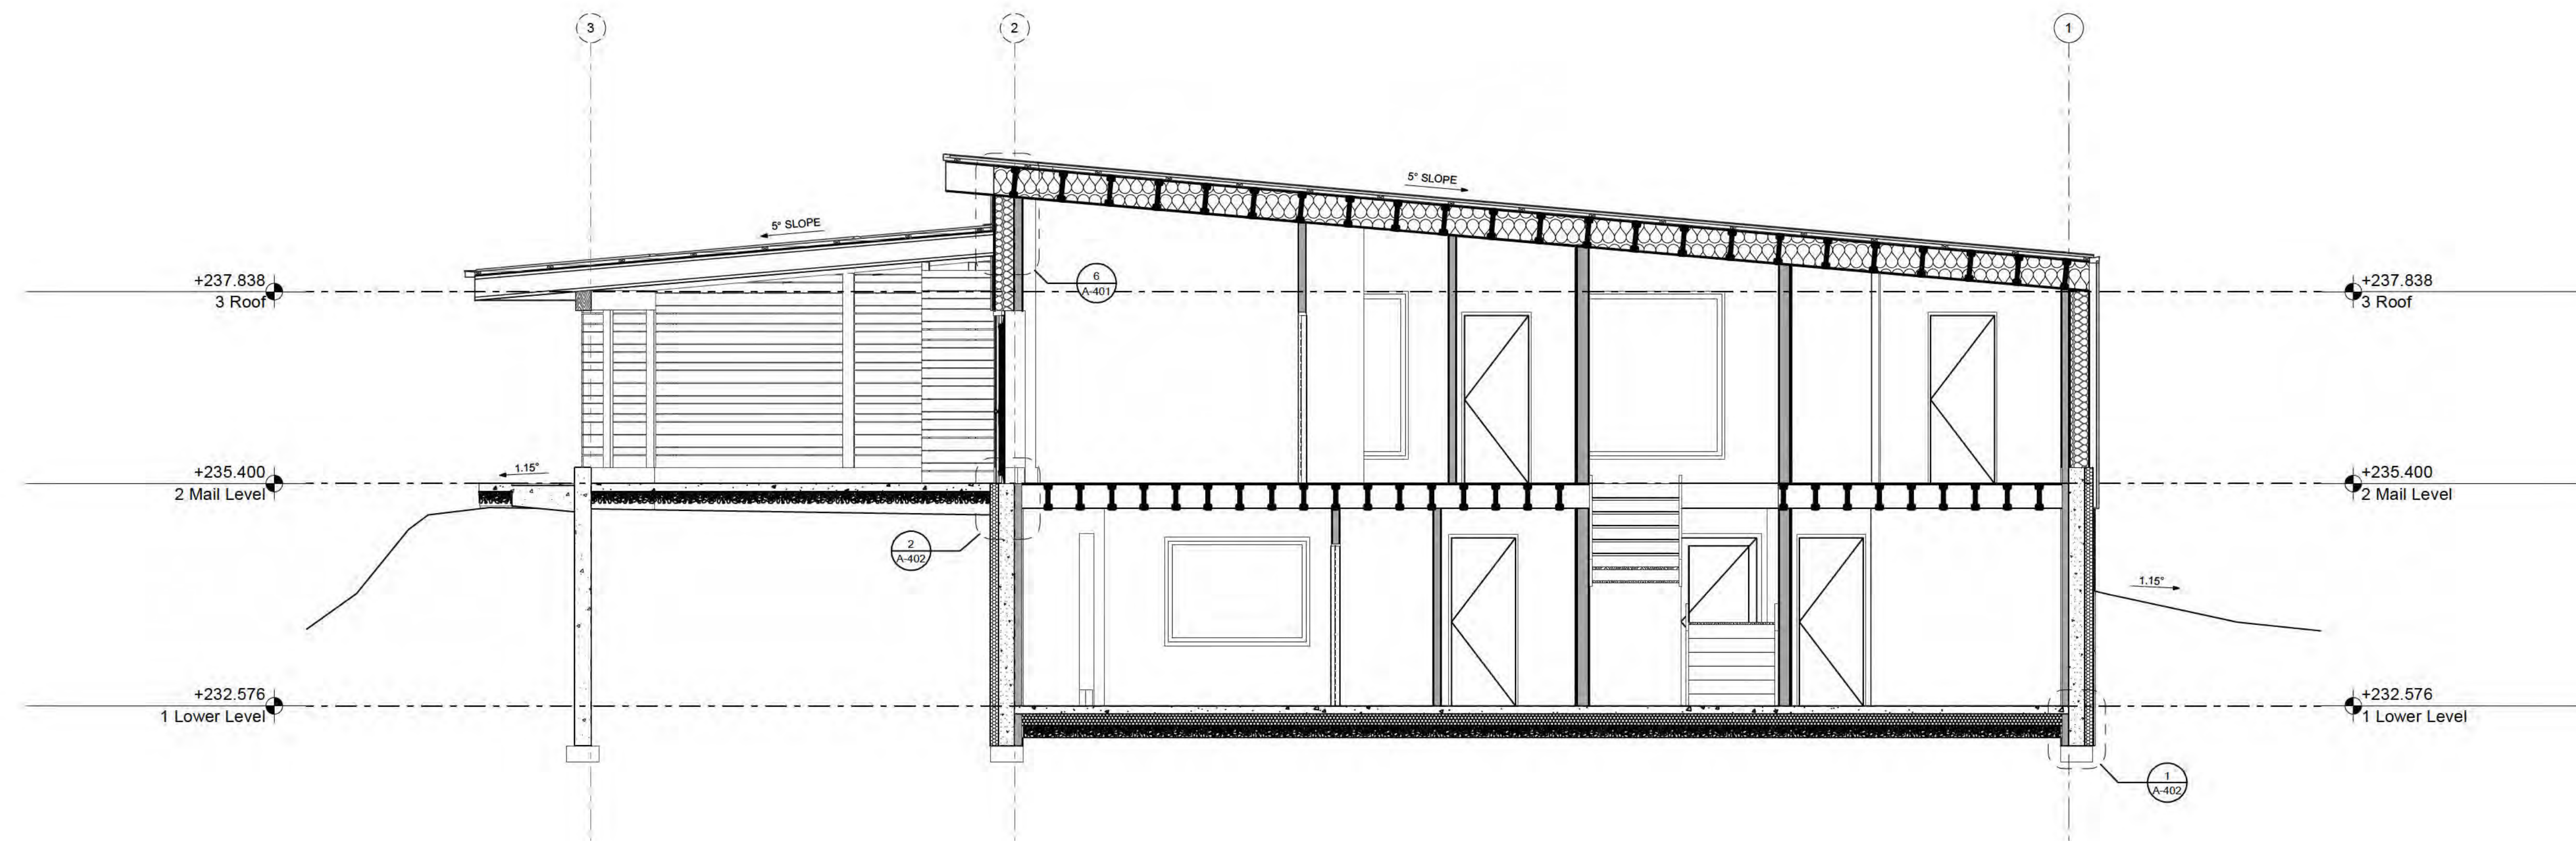 3
2
1
5° SLOPE
5° SLOPE
+237.838
3 Roof
6
A-401
+237.838
3 Roof
+235.400
2 Mail Level
1.15°
+235.400
2 Mail Level
2
A-402
1.15°
+232.576
1 Lower Level
+232.576
1 Lower Level
1
A-402